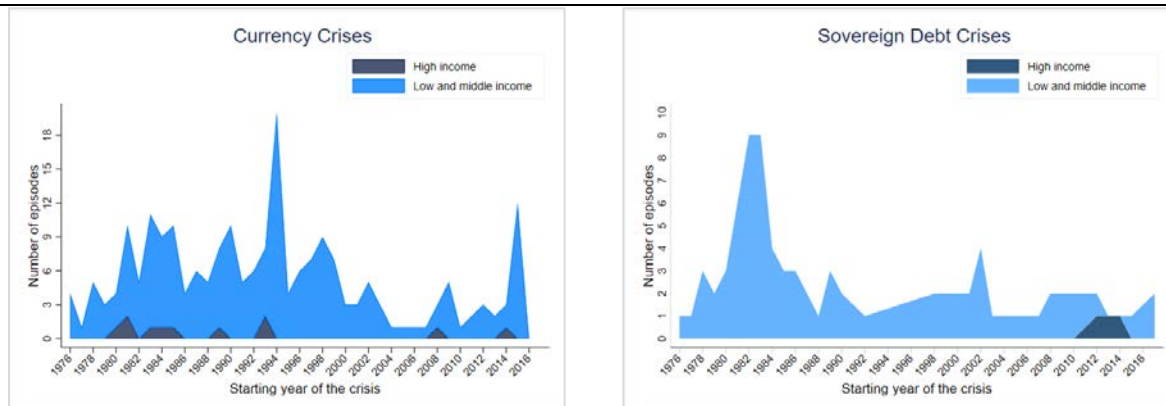 Currency Crises
High income
Low and middle income
Number of episodes
18
15
12
9
6
3
0
1976 1978 1980 1982 1984 1986 1988 1990 1992 1994 1996 1998 2000 2002 2004 2006 2008 2010 2012 2014 2016
Starting year of the crisis
Sovereign Debt Crises
High income
Low and middle income
Number of episodes
10
9
8
7
6
5
4
3
2
1
0
1976 1978 1980 1982 1984 1986 1988 1990 1992 1994 1996 1998 2000 2002 2004 2006 2008 2010 2012 2014 2016
Starting year of the crisis